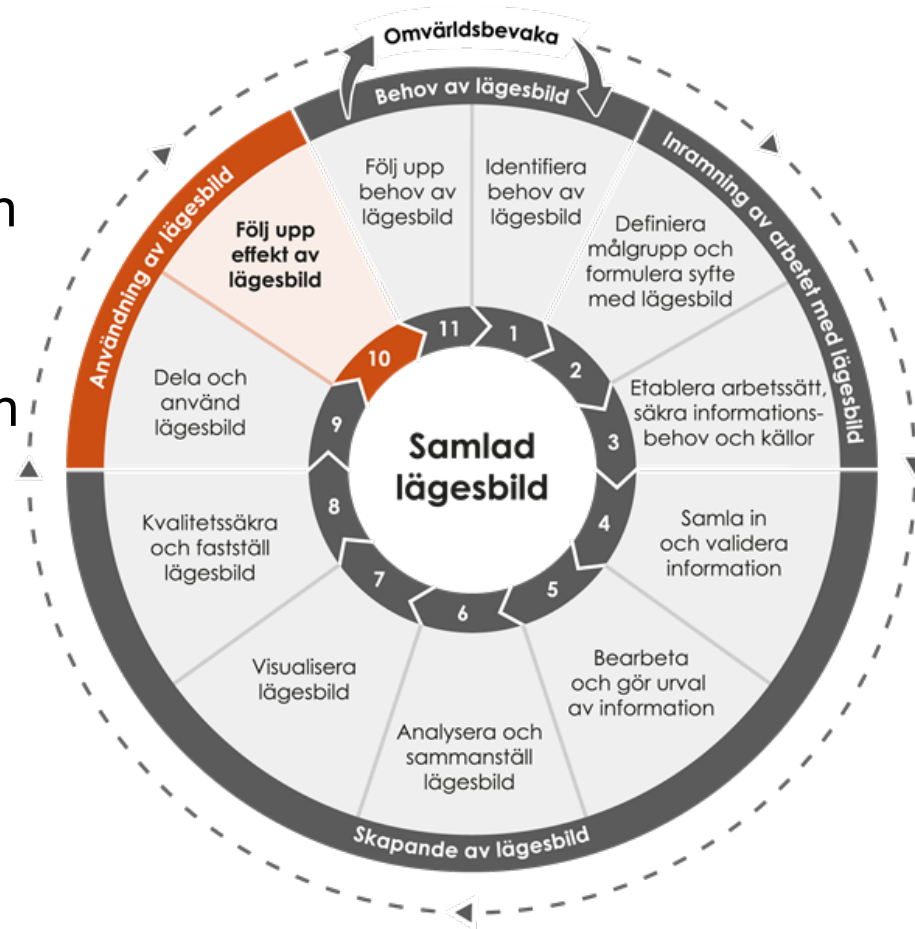 Omvärldsbevaka
Behov av lägesbild
Inramning av arbetet med lägesbild
Skapande av lägesbild
Användning av lägesbild
Identifiera
behov av
lägesbild
1
Definiera
målgrupp och
formulera syfte
med lägesbild
2
Etablera arbetssätt,
säkra informations-
behov och källor
3
Samla in
och validera
information
4
Bearbeta
och gör urval
av information
5
Analysera och
sammanställ
lägesbild
6
Visualisera
lägesbild
7
Kvalitetssäkra
och fastställ
lägesbild
8
Dela och
använd
lägesbild
9
Följ upp
effekt av
lägesbild
10
Följ upp
behov av
lägesbild
11
Samlad
lägesbild
n
n